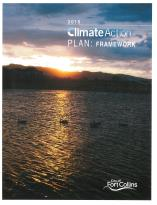 2015
Climate Action
PLAN: FRAMEWORK
City of
Fort Collins